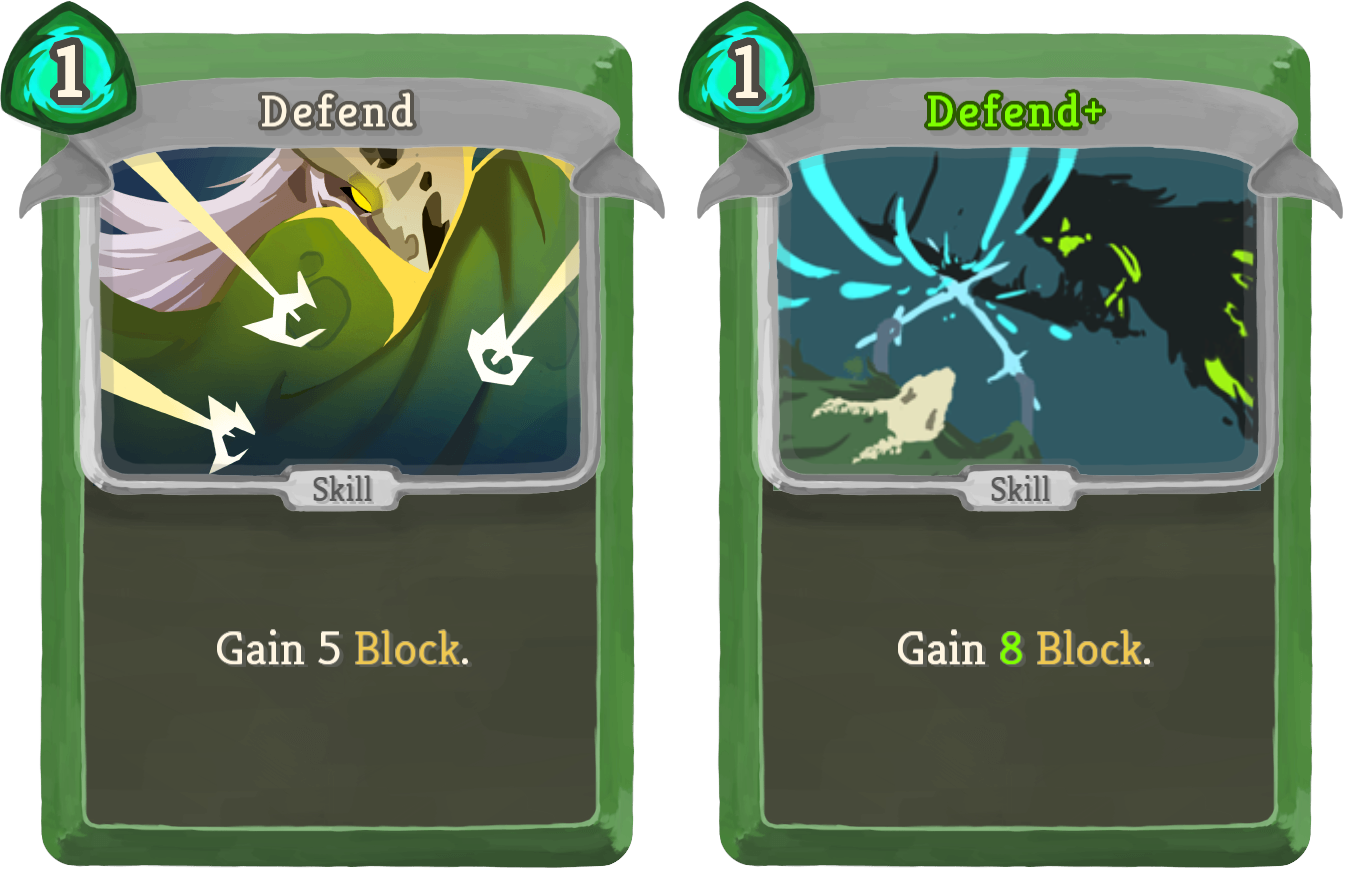 1
Defend
Skill
Gain 5 Block.
1
Defend+
Skill
Gain 8 Block.